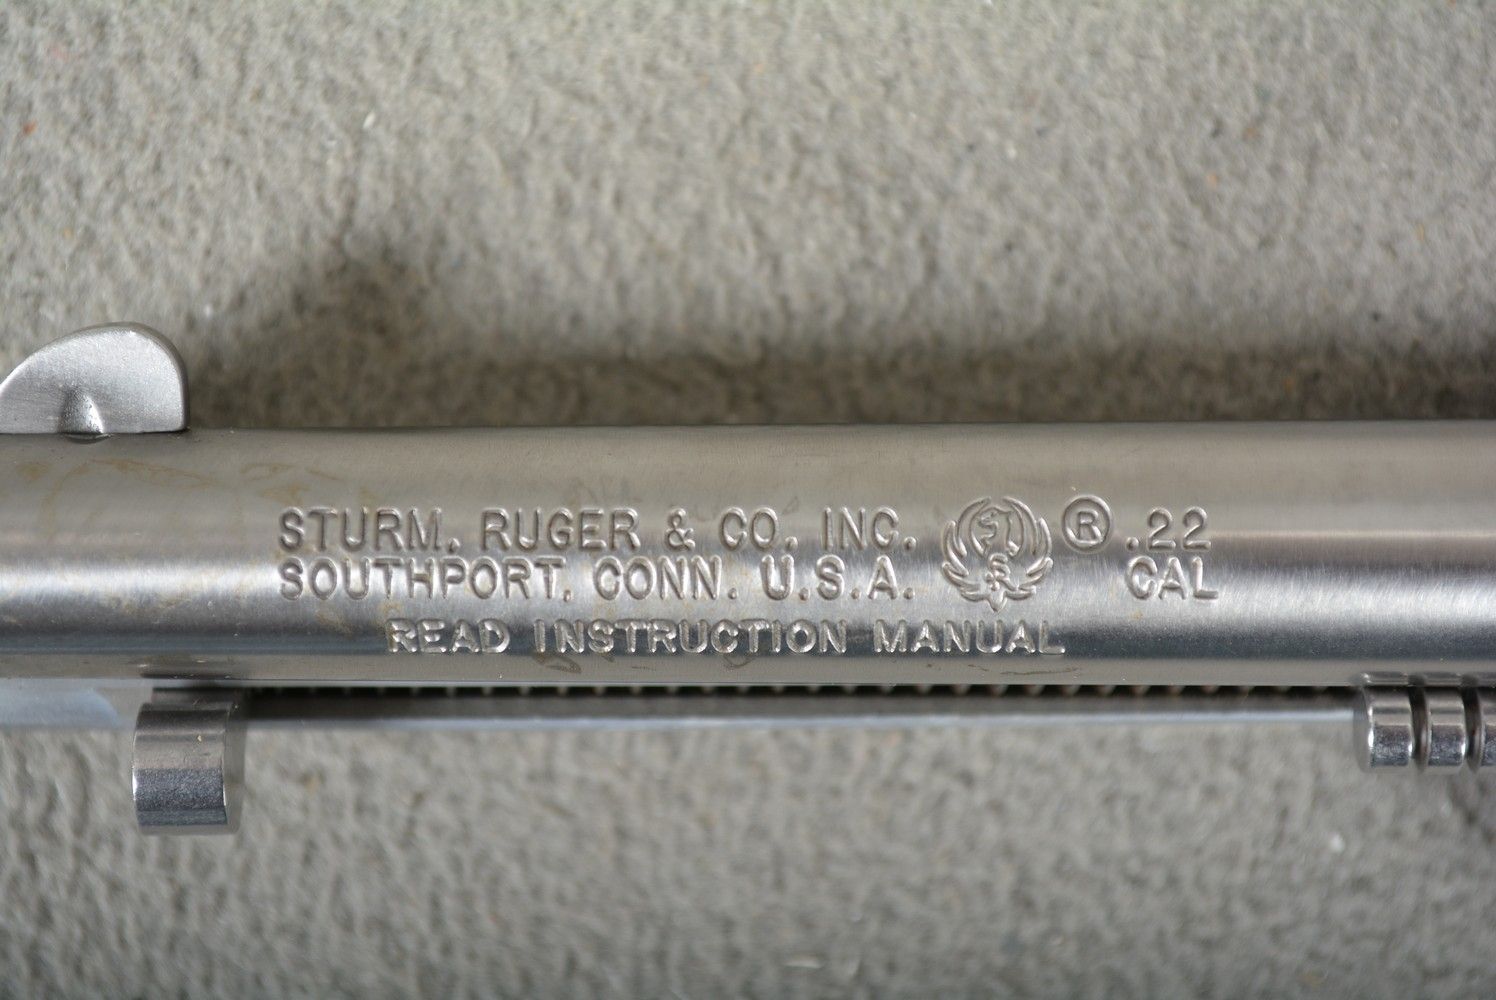 STURM, RUGER & CO. INC. ® .22
SOUTHPORT, CONN. U.S.A. CAL
READ INSTRUCTION MANUAL